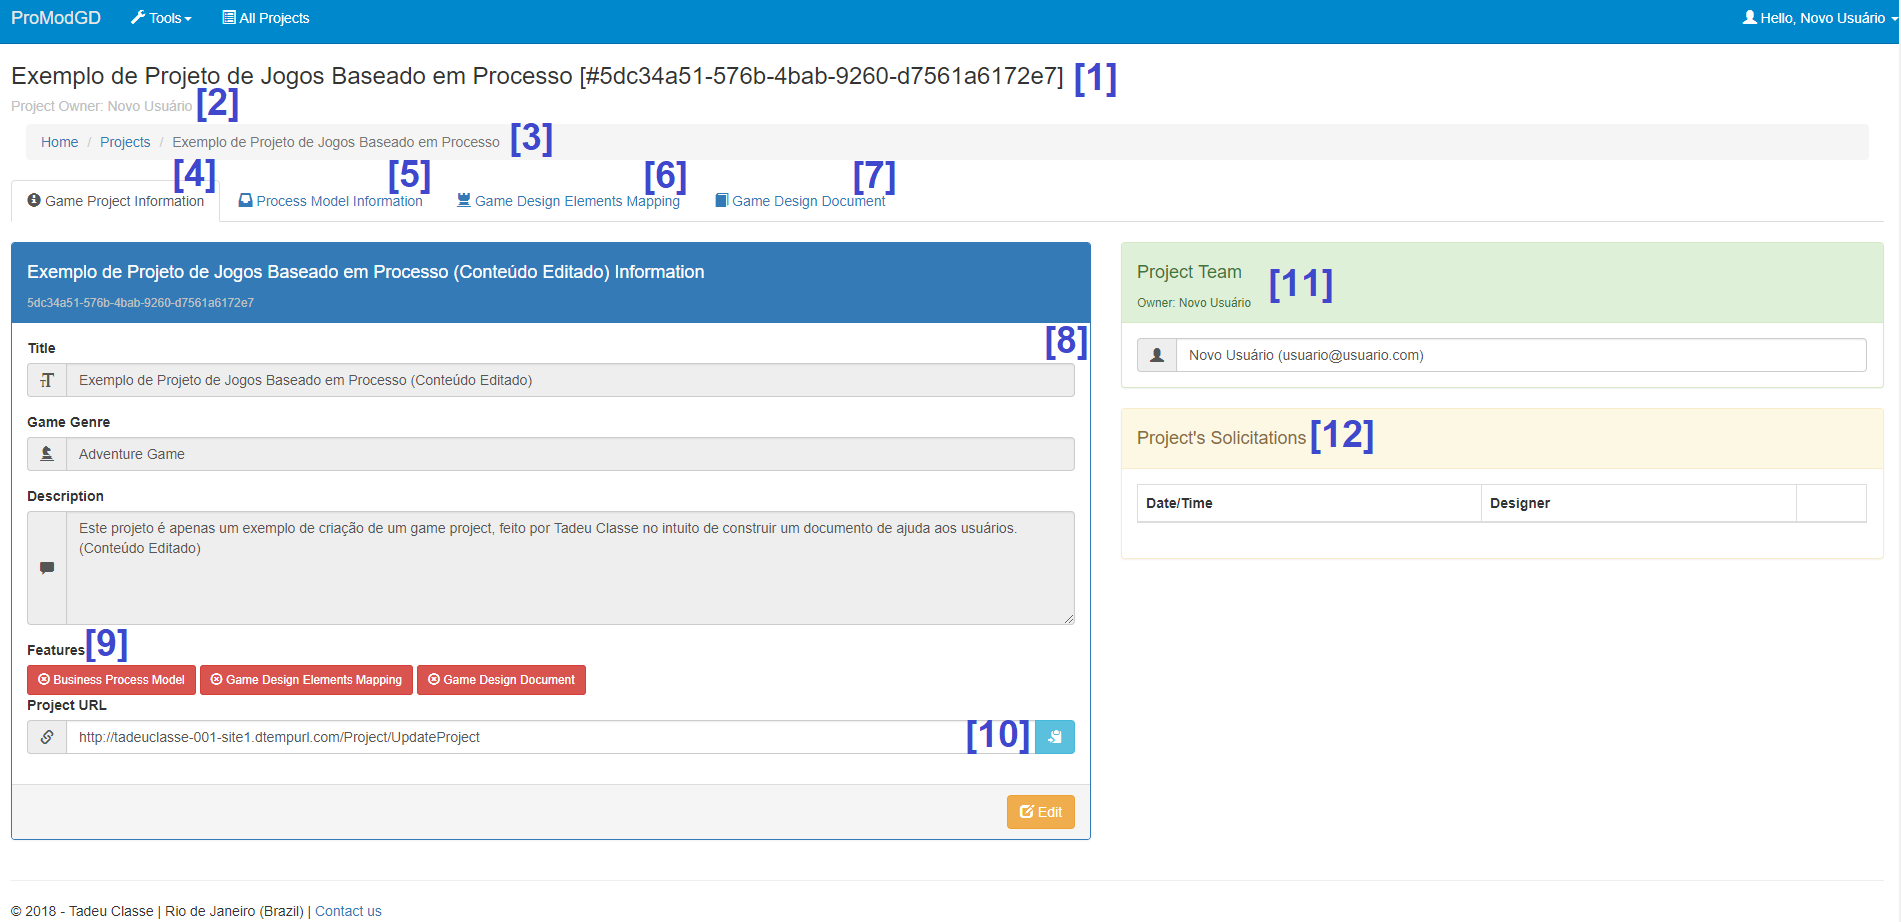 ProModGD Tools All Projects Hello, Novo Usuário
Exemplo de Projeto de Jogos Baseado em Processo [#5dc34a51-576b-4bab-9260-d7561a6172e7] [1]
Project Owner: Novo Usuário [2]
Home / Projects / Exemplo de Projeto de Jogos Baseado em Processo [3]
[4] [5] [6] [7]
Game Project Information Process Model Information Game Design Elements Mapping Game Design Document
Exemplo de Projeto de Jogos Baseado em Processo (Conteúdo Editado) Information
5dc34a51-576b-4bab-9260-d7561a6172e7
[8]
Title
Exemplo de Projeto de Jogos Baseado em Processo (Conteúdo Editado)
Game Genre
Adventure Game
Description
Este projeto é apenas um exemplo de criação de um game project, feito por Tadeu Classe no intuito de construir um documento de ajuda aos usuários.
(Conteúdo Editado)
Features [9]
Business Process Model Game Design Elements Mapping Game Design Document
Project URL
http://tadeuclasse-001-site1.dtempurl.com/Project/UpdateProject [10]
Edit
Project Team [11]
Owner: Novo Usuário
Novo Usuário (usuario@usuario.com)
Project's Solicitations [12]
Date/Time Designer
© 2018 - Tadeu Classe | Rio de Janeiro (Brazil) | Contact us